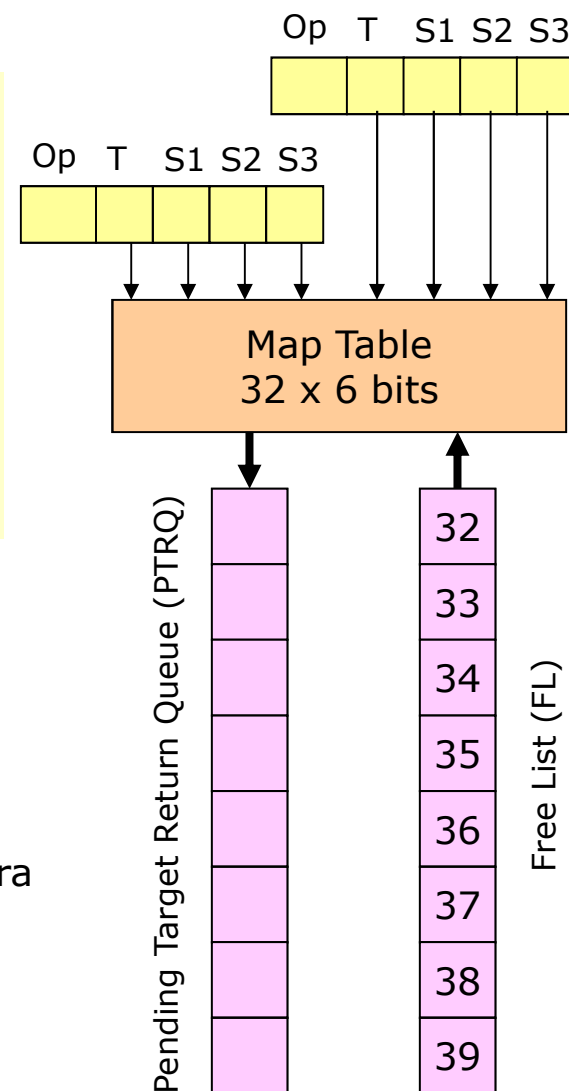 Op T S1 S2 S3
Op T S1 S2 S3
Map Table
32 x 6 bits
Pending Target Return Queue (PTRQ)
32
33
34
35
36
37
38
39
Free List (FL)
ra